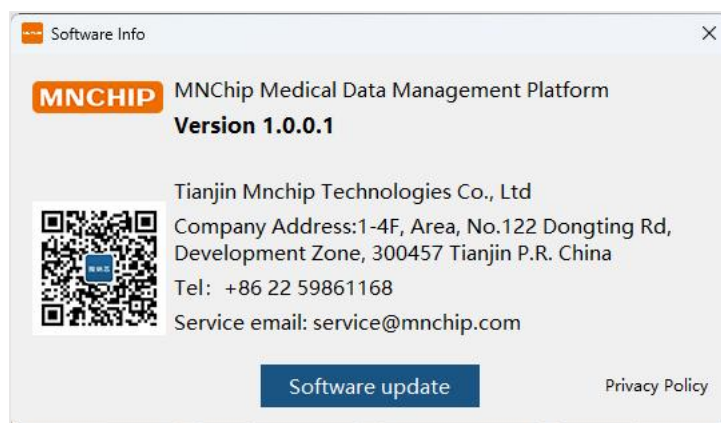 Software Info
MNCHIP
MNChip Medical Data Management Platform
Version 1.0.0.1
Tianjin Mnchip Technologies Co., Ltd
Company Address:1-4F, Area, No.122 Dongting Rd,
Development Zone, 300457 Tianjin P.R. China
Tel: +86 22 59861168
Service email: service@mnchip.com
Software update
Privacy Policy